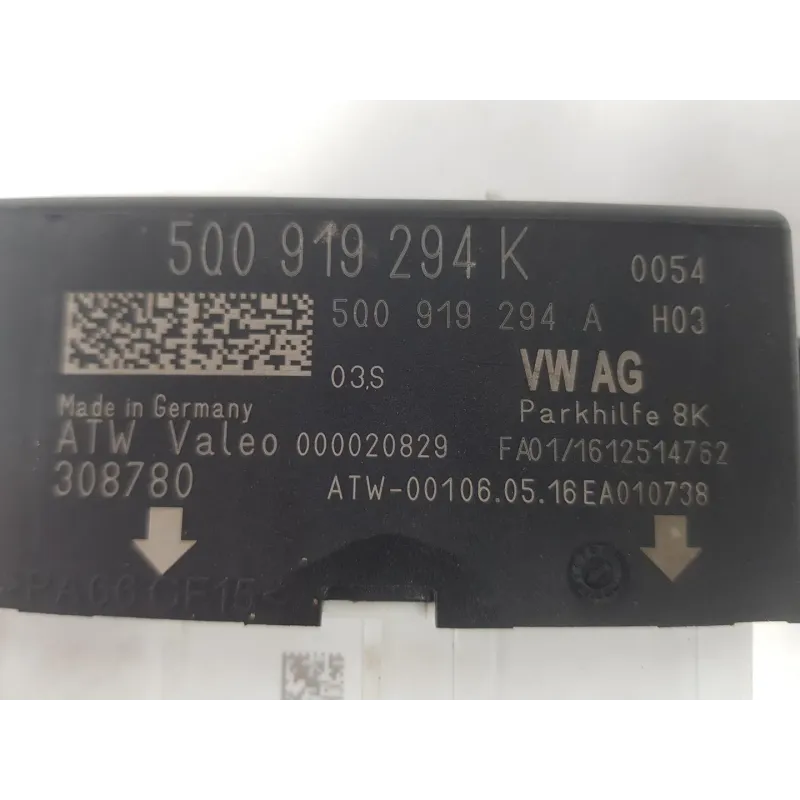 5Q0 919 294 K 0054
5Q0 919 294 A H03
03,S VW AG
Made in Germany Parkhilfe 8K
ATW Valeo 000020829 FA01/1612514762
308780 ATW-00106.05.16EA010738